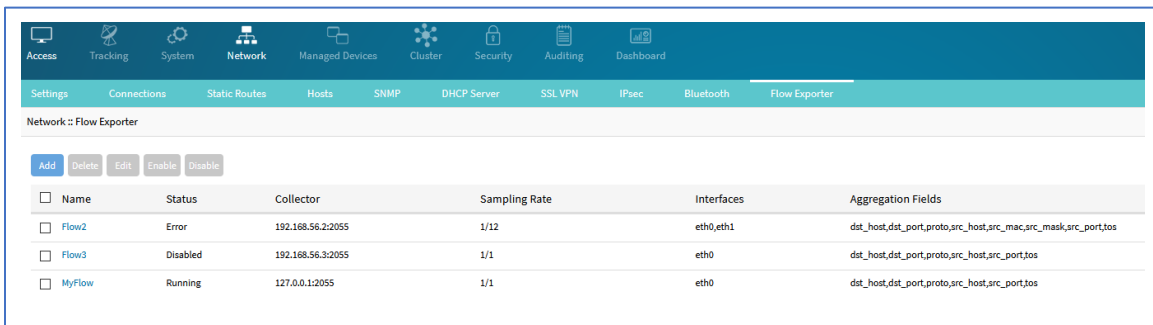 Access Tracking System Network Managed Devices Cluster Security Auditing Dashboard
Settings Connections Static Routes Hosts SNMP DHCP Server SSL VPN IPsec Bluetooth Flow Exporter
Network :: Flow Exporter
Add Delete Edit Enable Disable
Name Status Collector Sampling Rate Interfaces Aggregation Fields
Flow2 Error 192.168.56.2:2055 1/12 eth0,eth1 dst_host,dst_port,proto,src_host,src_mac,src_mask,src_port,tos
Flow3 Disabled 192.168.56.3:2055 1/1 eth0 dst_host,dst_port,proto,src_host,src_port,tos
MyFlow Running 127.0.0.1:2055 1/1 eth0 dst_host,dst_port,proto,src_host,src_port,tos